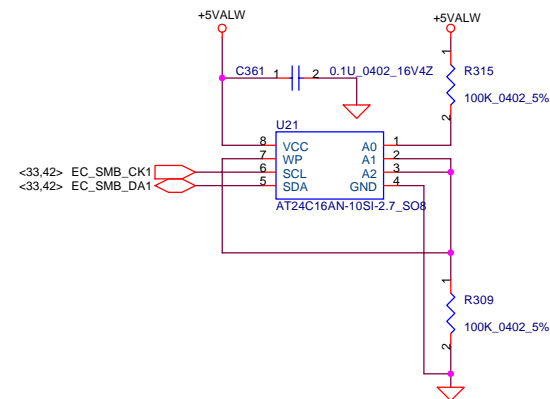 +5VALW
+5VALW
C361 1 2 0.1U_0402_16V4Z
1
R315
100K_0402_5%
2
U21
8 VCC A0 1
7 WP A1 2
6 SCL A2 3
5 SDA GND 4
<33,42> EC_SMB_CK1
<33,42> EC_SMB_DA1
AT24C16AN-10SI-2.7_SO8
1
R309
100K_0402_5%
2